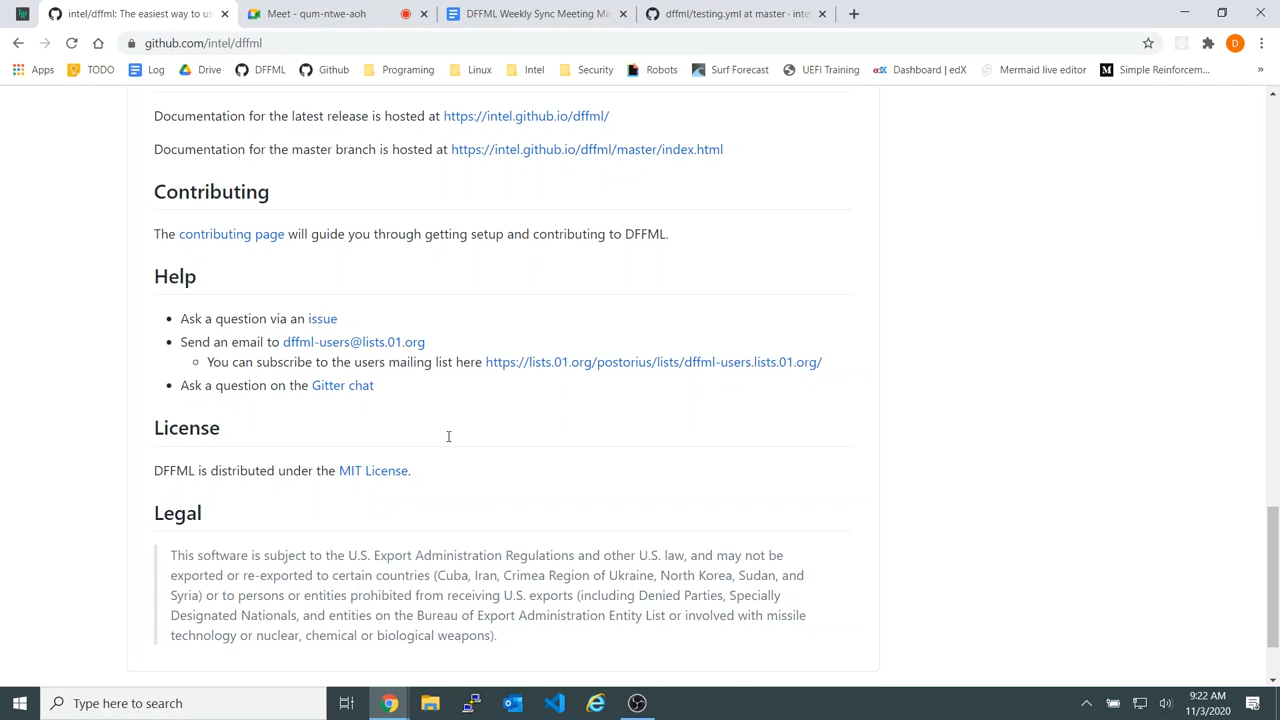 intel/dffml: The easiest way to us
Meet - qum-ntwe-aoh
DFFML Weekly Sync Meeting Min
dffml/testing.yml at master · inte
github.com/intel/dffml
D
Apps TODO Log Drive DFFML Github Programing Linux Intel Security Robots Surf Forecast UEFI Training edX Dashboard | edX Mermaid live editor M Simple Reinforcem... »
Documentation for the latest release is hosted at https://intel.github.io/dffml/
Documentation for the master branch is hosted at https://intel.github.io/dffml/master/index.html
Contributing
The contributing page will guide you through getting setup and contributing to DFFML.
Help
• Ask a question via an issue
• Send an email to dffml-users@lists.01.org
○ You can subscribe to the users mailing list here https://lists.01.org/postorius/lists/dffml-users.lists.01.org/
• Ask a question on the Gitter chat
License
DFFML is distributed under the MIT License.
Legal
This software is subject to the U.S. Export Administration Regulations and other U.S. law, and may not be
exported or re-exported to certain countries (Cuba, Iran, Crimea Region of Ukraine, North Korea, Sudan, and
Syria) or to persons or entities prohibited from receiving U.S. exports (including Denied Parties, Specially
Designated Nationals, and entities on the Bureau of Export Administration Entity List or involved with missile
technology or nuclear, chemical or biological weapons).
Type here to search
9:22 AM
11/3/2020